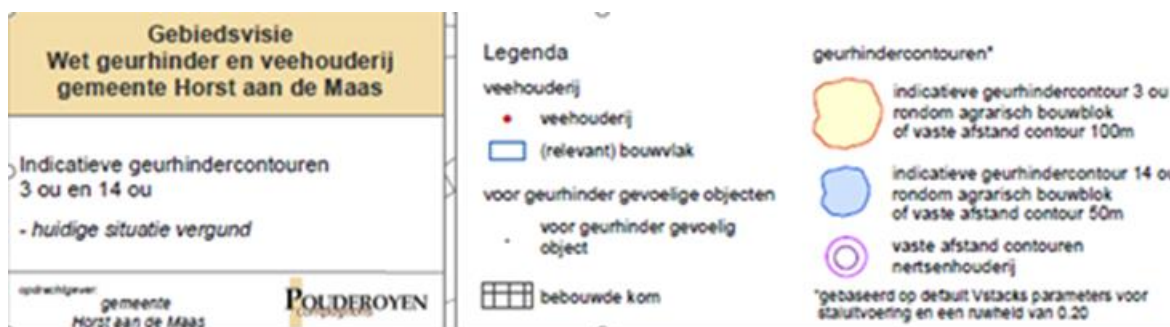 Gebiedsvisie
Wet geurhinder en veehouderij
gemeente Horst aan de Maas
Indicatieve geurhindercontouren
3 ou en 14 ou
- huidige situatie vergund
opdrachtgever:
gemeente
Horst aan de Maas
POUDEROYEN
compagnons
Legenda
veehouderij
veehouderij
(relevant) bouwvlak
voor geurhinder gevoelige objecten
voor geurhinder gevoelig
object
bebouwde kom
geurhindercontouren*
indicatieve geurhindercontour 3 ou
rondom agrarisch bouwblok
of vaste afstand contour 100m
indicatieve geurhindercontour 14 ou
rondom agrarisch bouwblok
of vaste afstand contour 50m
vaste afstand contouren
nertsenhouderij
*gebaseerd op default Vstacks parameters voor
staluitvoering en een ruwheid van 0.20